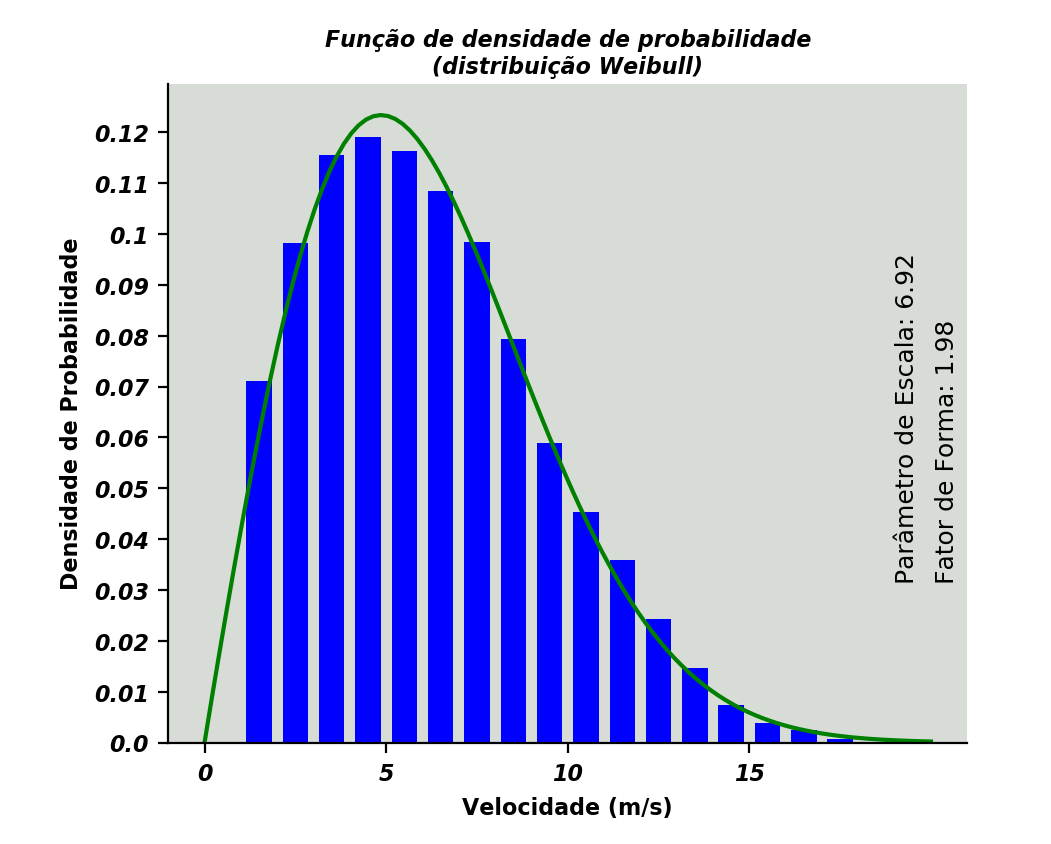 Função de densidade de probabilidade
(distribuição Weibull)
Densidade de Probabilidade
0.12
0.11
0.1
0.09
0.08
0.07
0.06
0.05
0.04
0.03
0.02
0.01
0.0
0
5
10
15
Velocidade (m/s)
Parâmetro de Escala: 6.92
Fator de Forma: 1.98